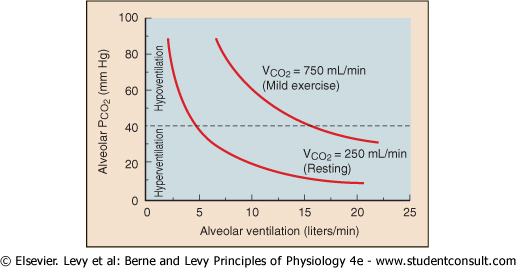 100
80
60
40
20
0
Alveolar PCO2 (mm Hg)
Hypoventilation
Hyperventilation
VCO2 = 750 mL/min
(Mild exercise)
VCO2 = 250 mL/min
(Resting)
0 5 10 15 20 25
Alveolar ventilation (liters/min)
© Elsevier. Levy et al: Berne and Levy Principles of Physiology 4e - www.studentconsult.com